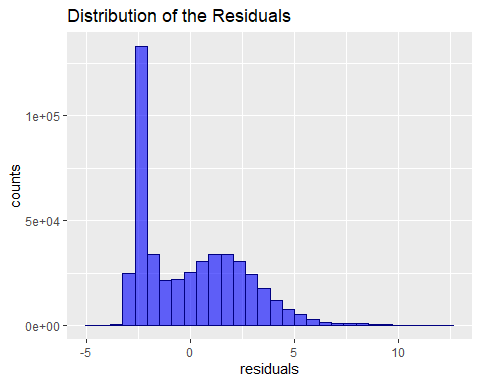 Distribution of the Residuals
counts
1e+05
5e+04
0e+00
-5 0 5 10
residuals